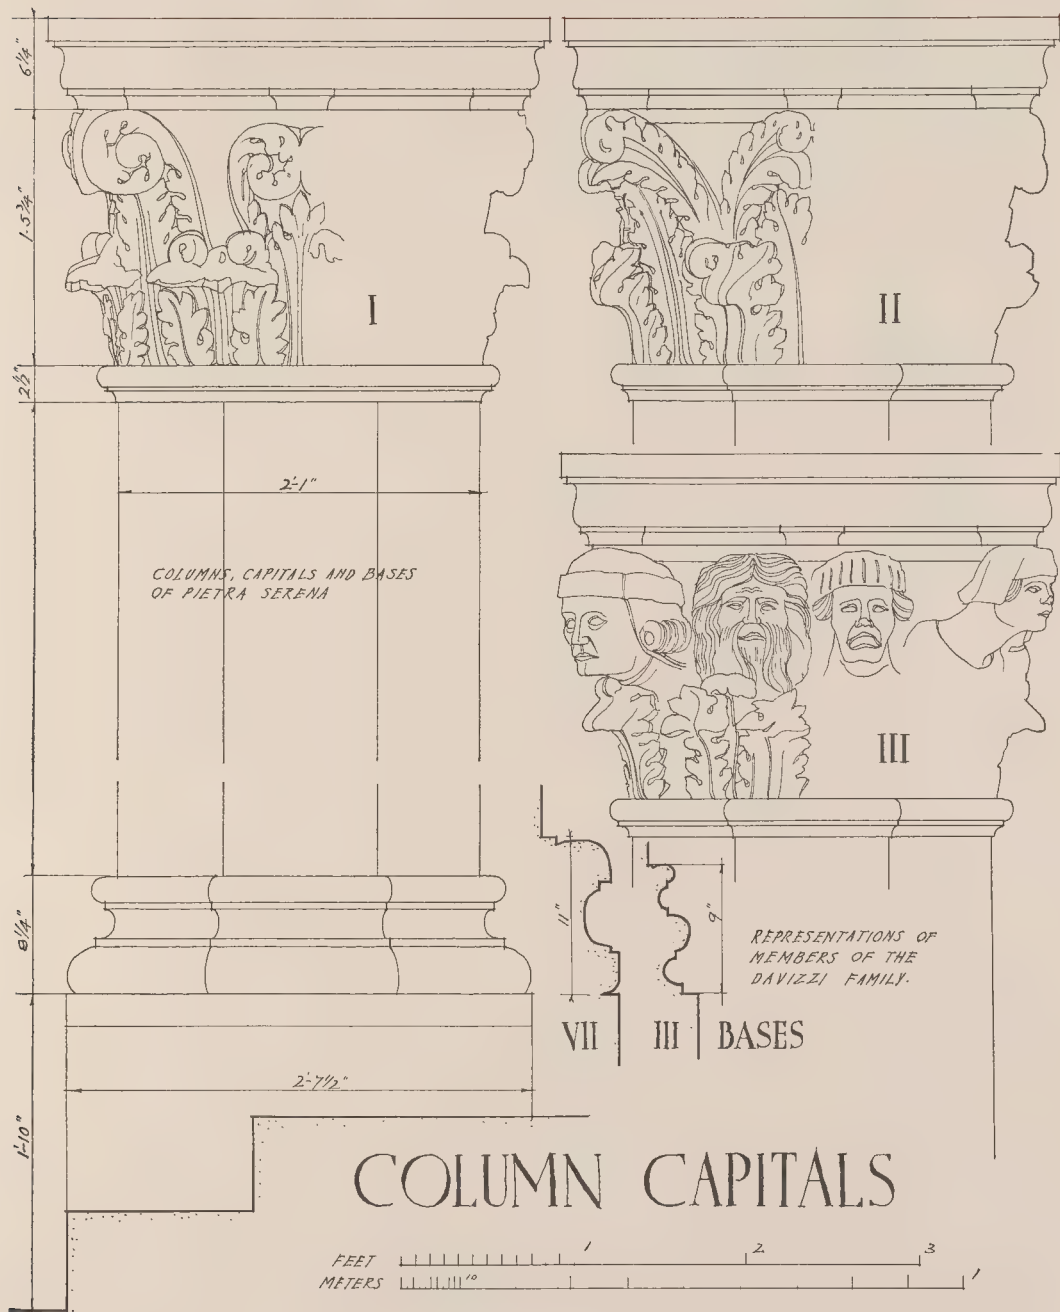 6¼"
1'-5¾"
I
II
2½"
2'-1"
COLUMNS, CAPITALS AND BASES
OF PIETRA SERENA
III
8¼"
11"
9"
REPRESENTATIONS OF
MEMBERS OF THE
DAVIZZI FAMILY.
VII III BASES
2'-7½"
1'-10"
COLUMN CAPITALS
FEET 1 2 3
METERS 10 1